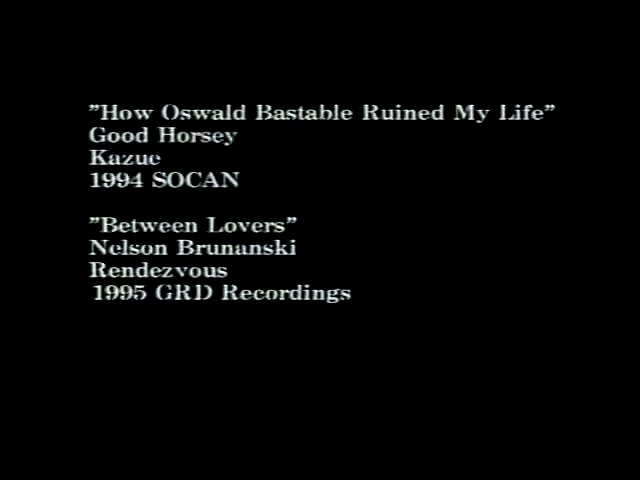 "How Oswald Bastable Ruined My Life"
Good Horsey
Kazue
1994 SOCAN
"Between Lovers"
Nelson Brunanski
Rendezvous
1995 GRD Recordings